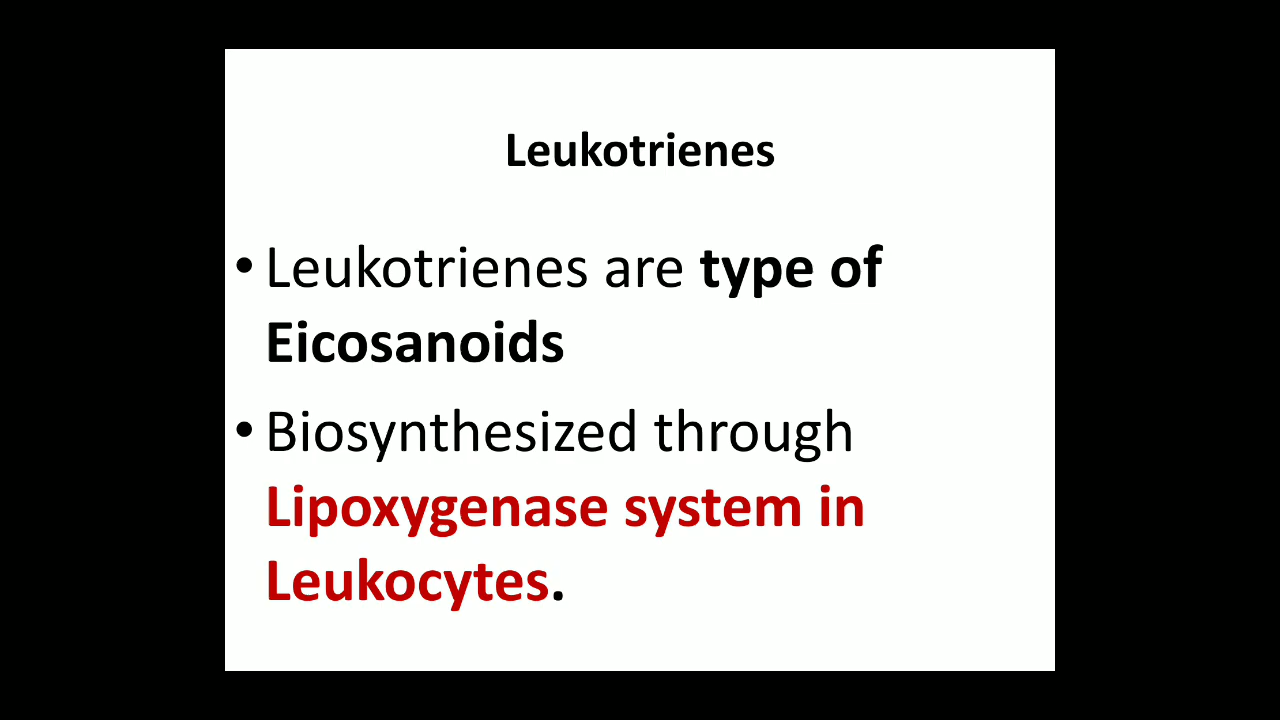 Leukotrienes
• Leukotrienes are type of
Eicosanoids
• Biosynthesized through
Lipoxygenase system in
Leukocytes.